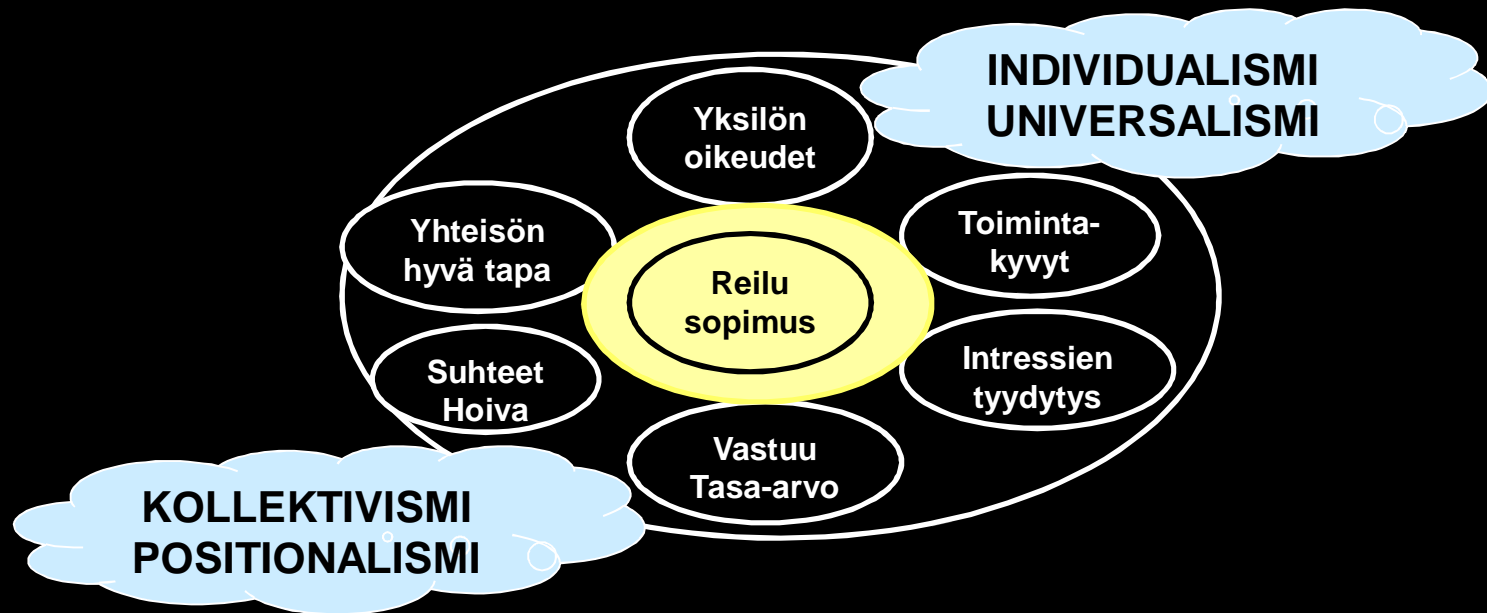 INDIVIDUALISMI
UNIVERSALISMI
Yksilön
oikeudet
Yhteisön
hyvä tapa
Toiminta-
kyvyt
Reilu
sopimus
Suhteet
Hoiva
Intressien
tyydytys
Vastuu
Tasa-arvo
KOLLEKTIVISMI
POSITIONALISMI